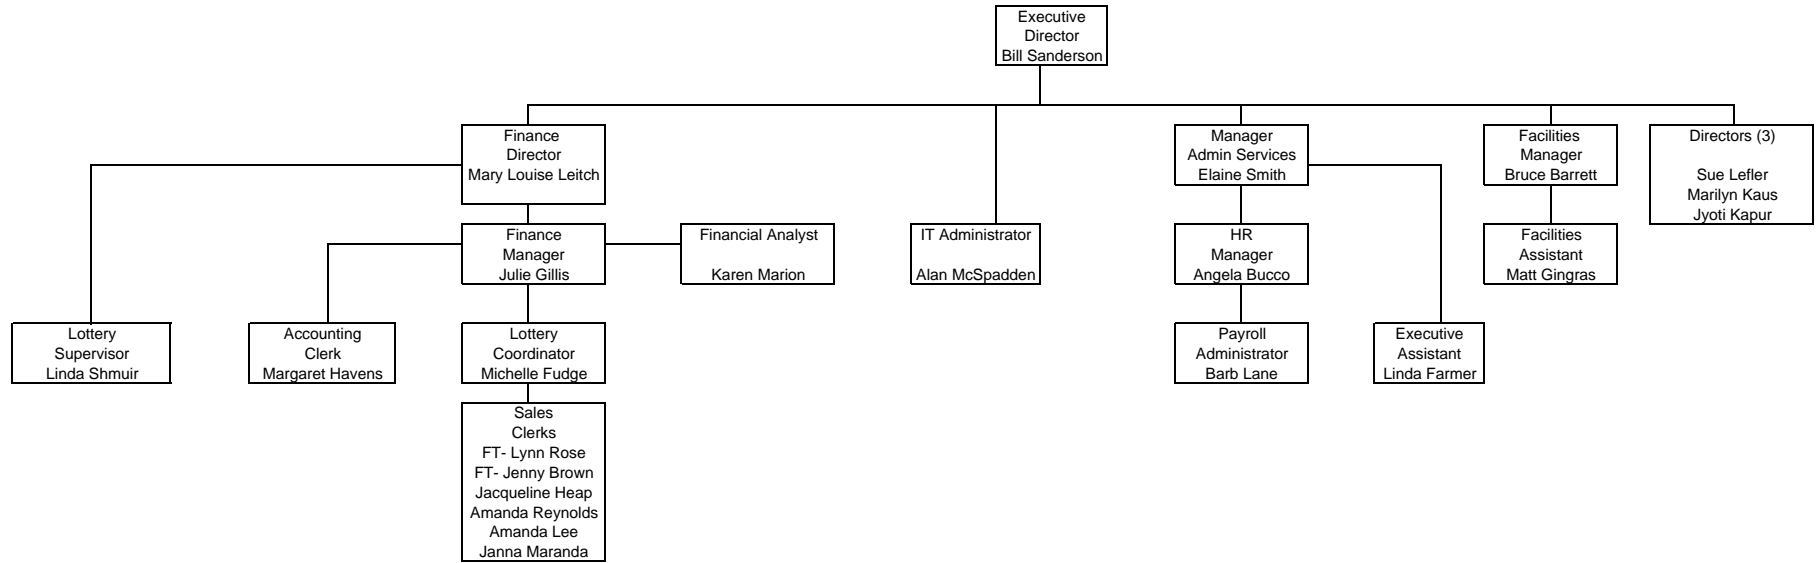 Executive
Director
Bill Sanderson
Finance
Director
Mary Louise Leitch
Manager
Admin Services
Elaine Smith
Facilities
Manager
Bruce Barrett
Directors (3)
Sue Lefler
Marilyn Kaus
Jyoti Kapur
Finance
Manager
Julie Gillis
Financial Analyst
Karen Marion
IT Administrator
Alan McSpadden
HR
Manager
Angela Bucco
Facilities
Assistant
Matt Gingras
Lottery
Supervisor
Linda Shmuir
Accounting
Clerk
Margaret Havens
Lottery
Coordinator
Michelle Fudge
Payroll
Administrator
Barb Lane
Executive
Assistant
Linda Farmer
Sales
Clerks
FT- Lynn Rose
FT- Jenny Brown
Jacqueline Heap
Amanda Reynolds
Amanda Lee
Janna Maranda